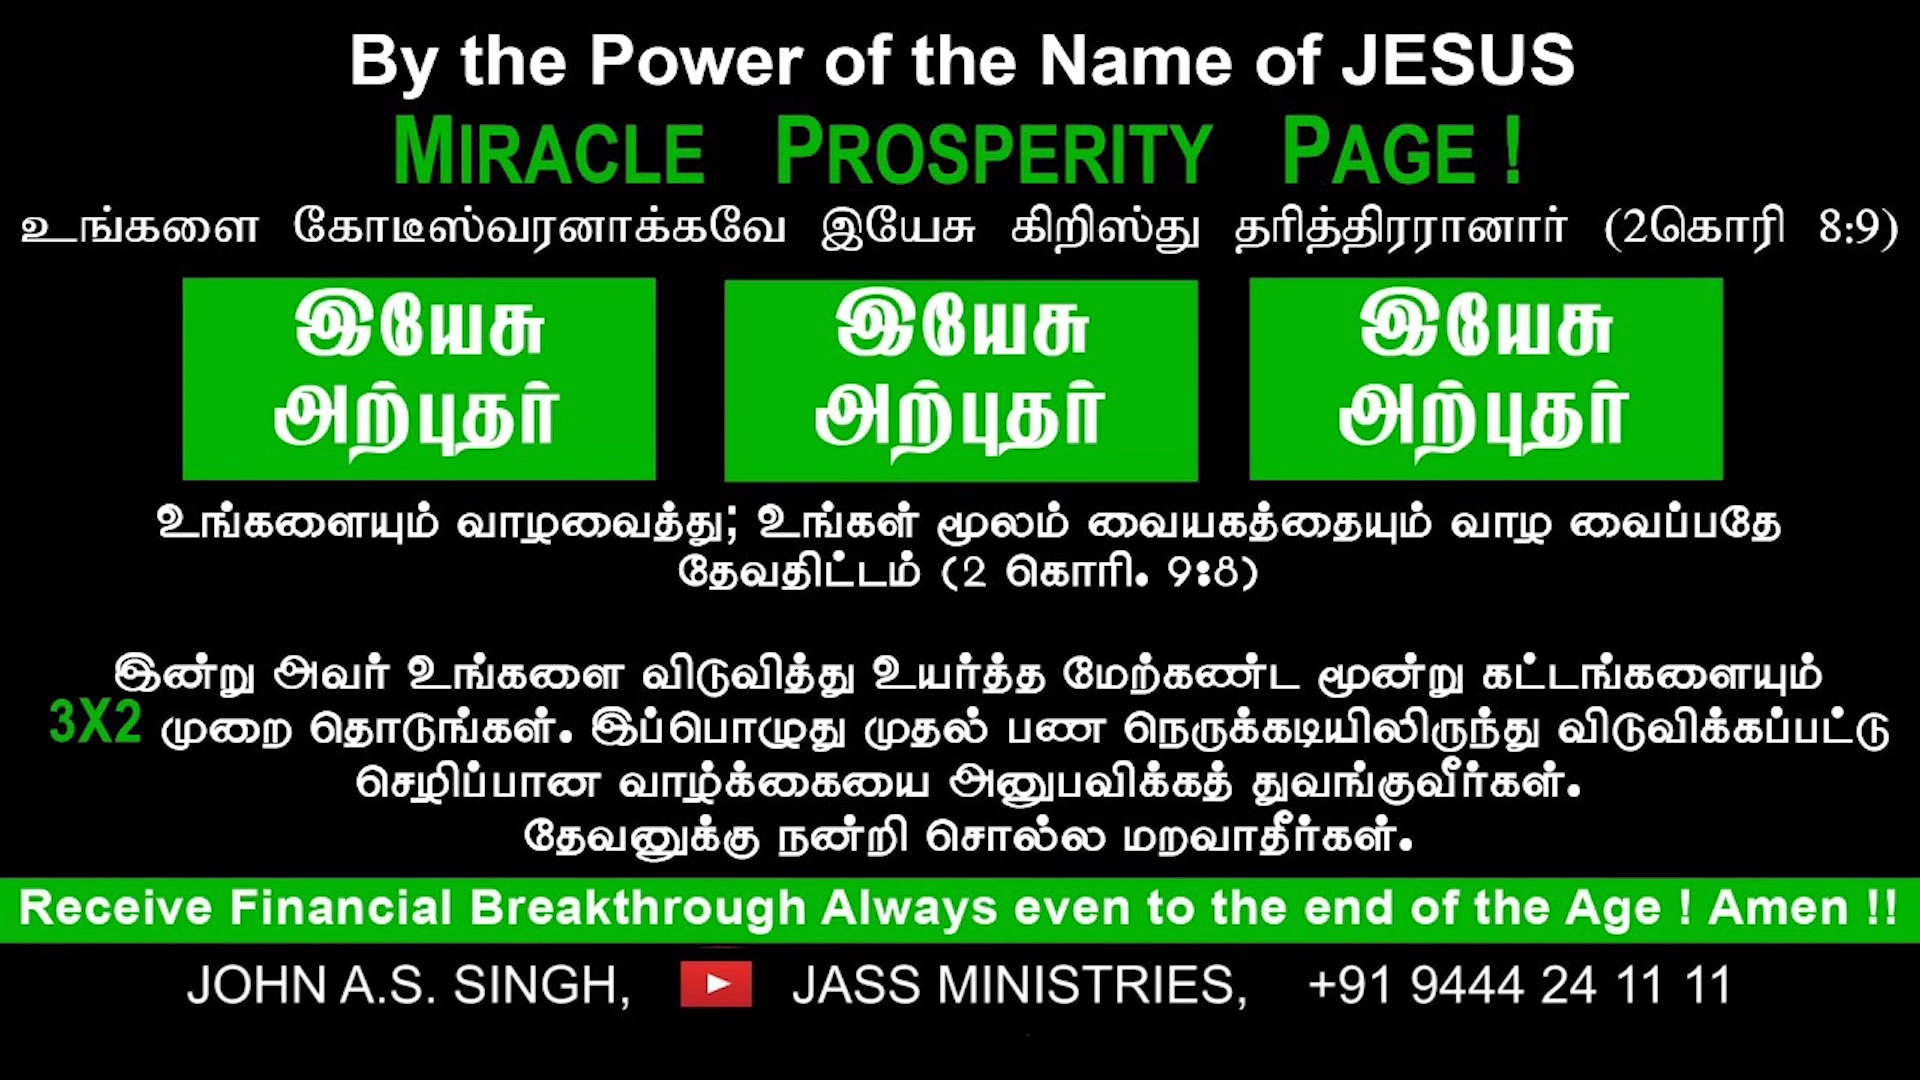 By the Power of the Name of JESUS
MIRACLE PROSPERITY PAGE !
உங்களை கோடீஸ்வரனாக்கவே இயேசு கிறிஸ்து தரித்திரரானார் (2கொரி 8:9)
இயேசு இயேசு இயேசு
அற்புதர் அற்புதர் அற்புதர்
உங்களையும் வாழவைத்து; உங்கள் மூலம் வையகத்தையும் வாழ வைப்பதே
தேவதிட்டம் (2 கொரி. 9:8)
இன்று அவர் உங்களை விடுவித்து உயர்த்த மேற்கண்ட மூன்று கட்டங்களையும்
3X2 முறை தொடுங்கள். இப்பொழுது முதல் பண நெருக்கடியிலிருந்து விடுவிக்கப்பட்டு
செழிப்பான வாழ்க்கையை அனுபவிக்கத் துவங்குவீர்கள்.
தேவனுக்கு நன்றி சொல்ல மறவாதீர்கள்.
Receive Financial Breakthrough Always even to the end of the Age ! Amen !!
JOHN A.S. SINGH, JASS MINISTRIES, +91 9444 24 11 11